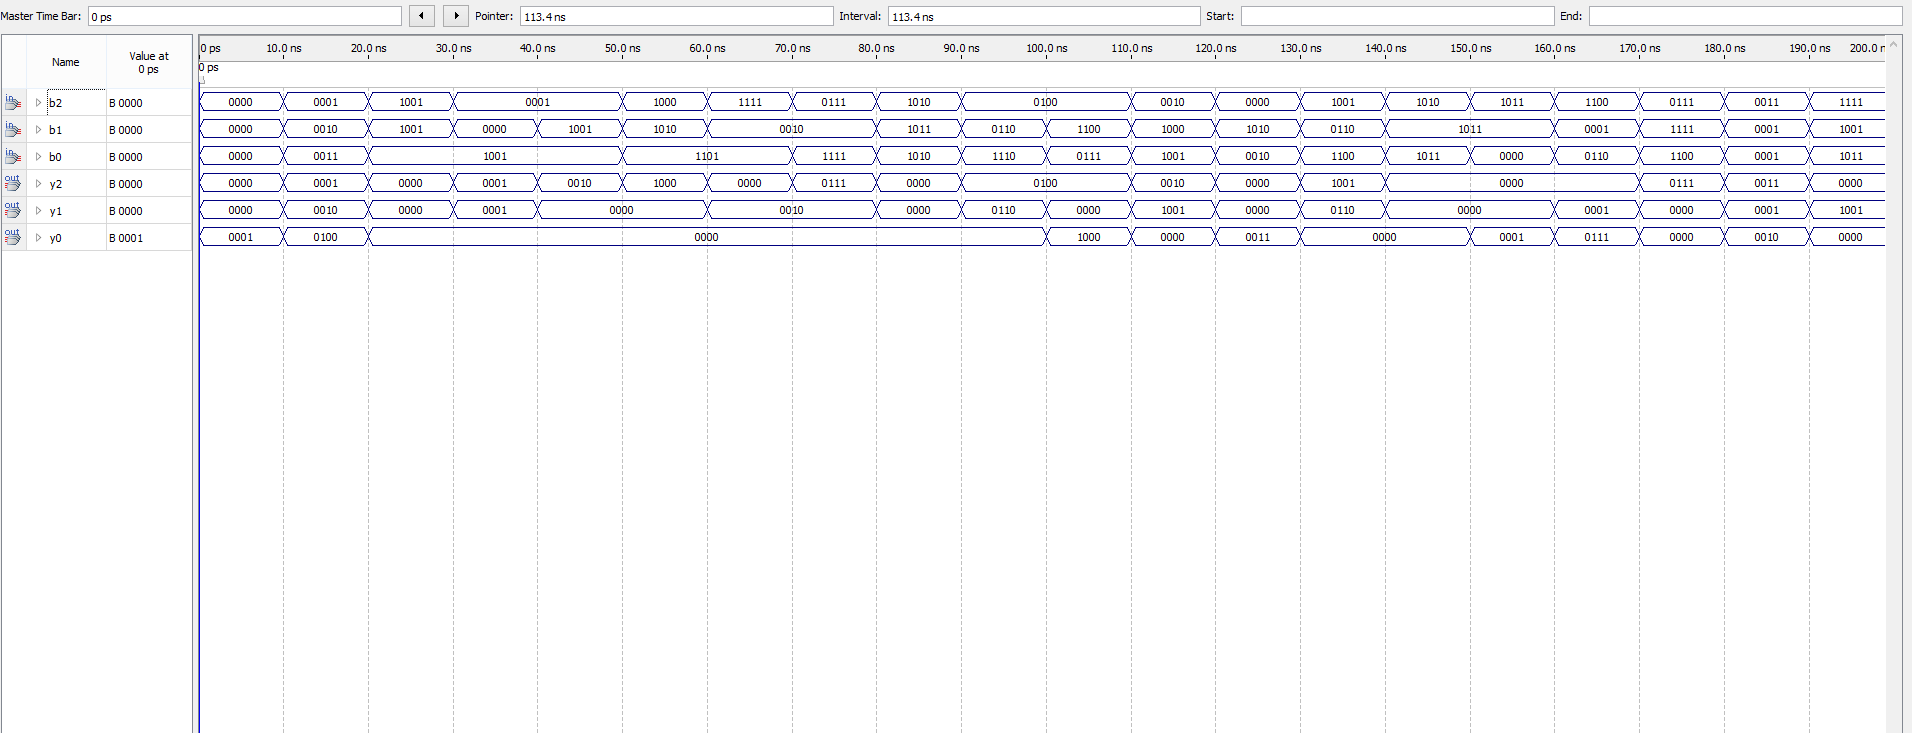 Master Time Bar: 0 ps Pointer: 113.4 ns Interval: 113.4 ns Start: End:
Name Value at 0 ps 0 ps 10.0 ns 20.0 ns 30.0 ns 40.0 ns 50.0 ns 60.0 ns 70.0 ns 80.0 ns 90.0 ns 100.0 ns 110.0 ns 120.0 ns 130.0 ns 140.0 ns 150.0 ns 160.0 ns 170.0 ns 180.0 ns 190.0 ns 200.0 n
0 ps
in b2 B 0000 0000 0001 1001 0001 1000 1111 0111 1010 0100 0010 0000 1001 1010 1011 1100 0111 0011 1111
in b1 B 0000 0000 0010 1001 0000 1001 1010 0010 1011 0110 1100 1000 1010 0110 1011 0001 1111 0001 1001
in b0 B 0000 0000 0011 1001 1101 1111 1010 1110 0111 1001 0010 1100 1011 0000 0110 1100 0001 1011
out y2 B 0000 0000 0001 0000 0001 0010 1000 0000 0111 0000 0100 0010 0000 1001 0000 0111 0011 0000
out y1 B 0000 0000 0010 0000 0001 0000 0010 0000 0110 0000 1001 0000 0110 0000 0001 0000 0001 1001
out y0 B 0001 0001 0100 0000 1000 0000 0011 0000 0001 0111 0000 0010 0000